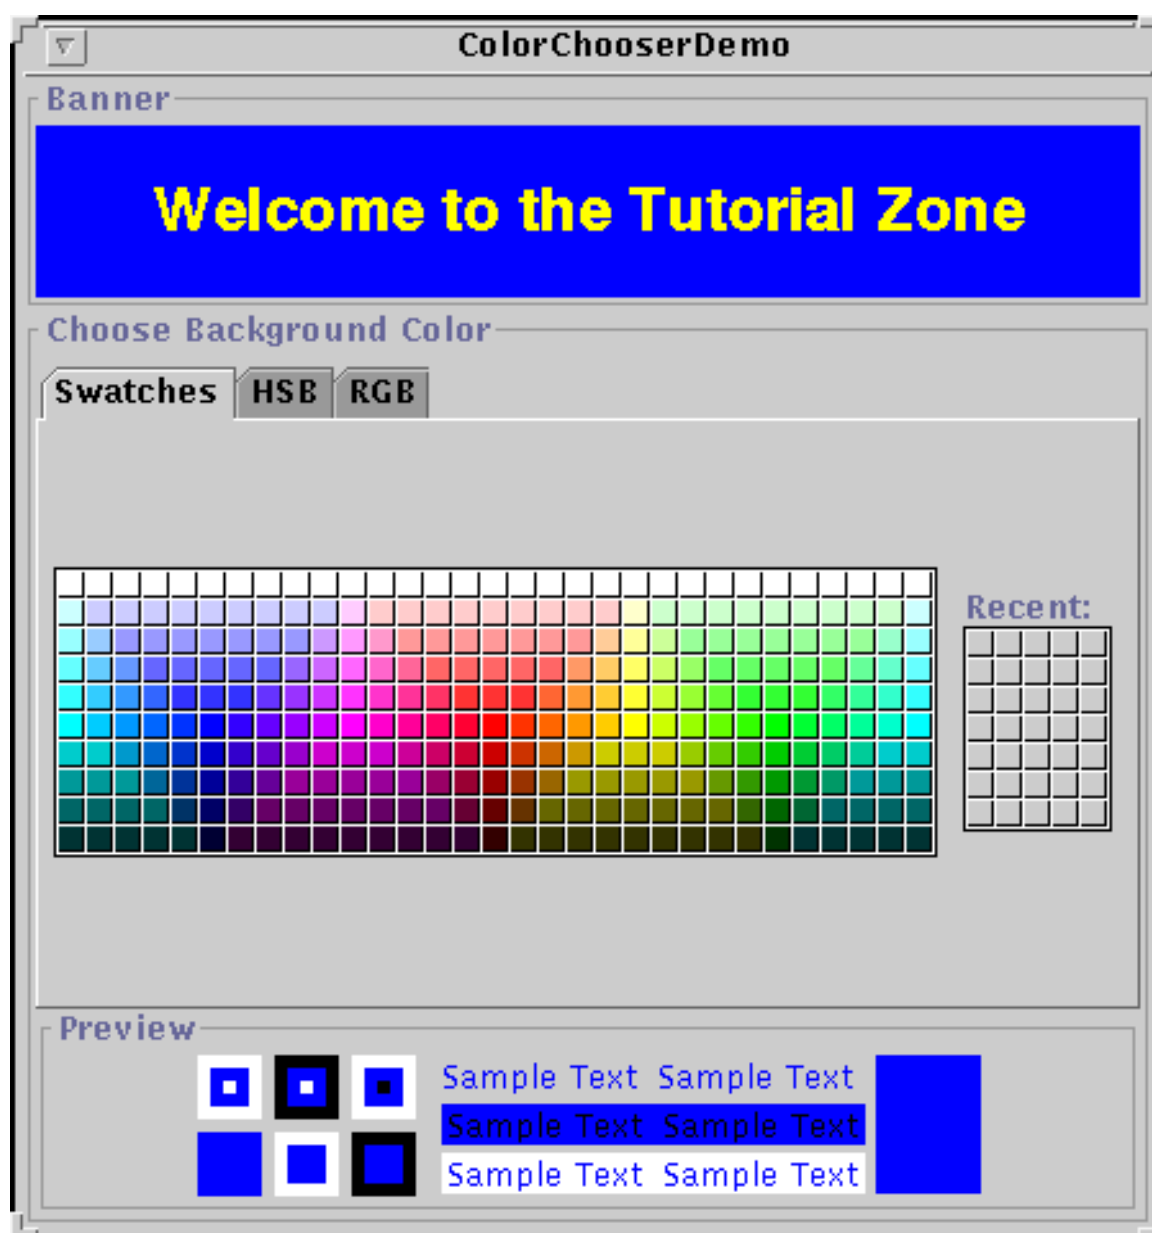 ColorChooserDemo
Banner
Welcome to the Tutorial Zone
Choose Background Color
Swatches HSB RGB
Recent:
Preview
Sample Text Sample Text
Sample Text Sample Text
Sample Text Sample Text